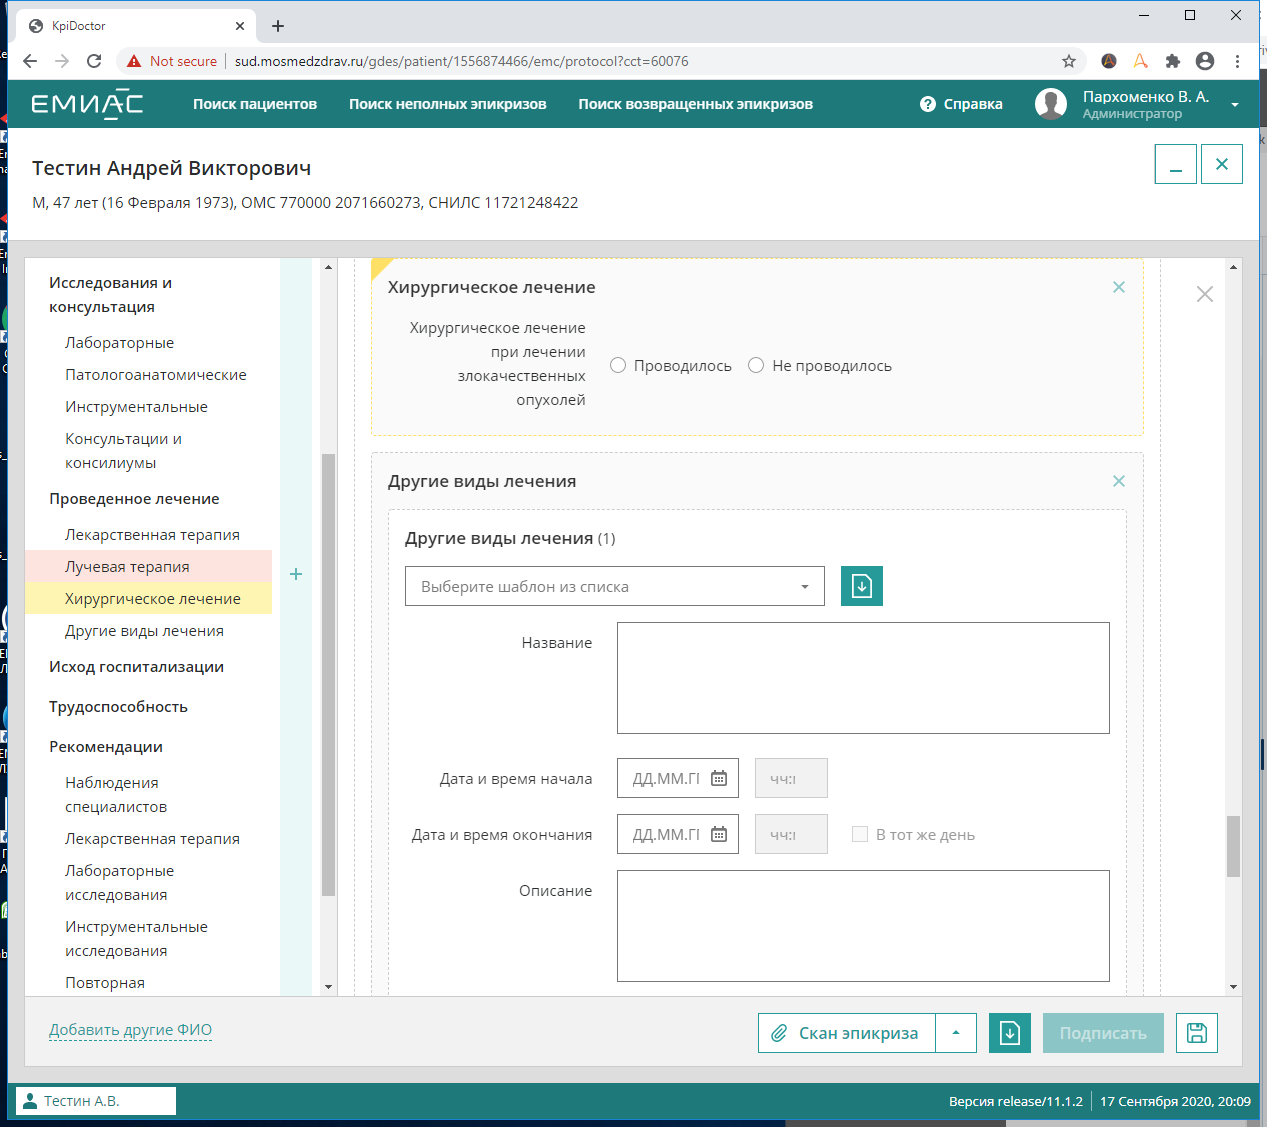 KpiDoctor
Not secure
sud.mosmedzdrav.ru/gdes/patient/1556874466/emc/protocol?cct=60076
ЕМИАС
Поиск пациентов
Поиск неполных эпикризов
Поиск возвращенных эпикризов
Справка
Пархоменко В. А.
Администратор
Тестин Андрей Викторович
М, 47 лет (16 Февраля 1973), ОМС 770000 2071660273, СНИЛС 11721248422
Исследования и
консультация
Лабораторные
Патологоанатомические
Инструментальные
Консультации и
консилиумы
Проведенное лечение
Лекарственная терапия
Лучевая терапия
Хирургическое лечение
Другие виды лечения
Исход госпитализации
Трудоспособность
Рекомендации
Наблюдения
специалистов
Лекарственная терапия
Лабораторные
исследования
Инструментальные
исследования
Повторная
Хирургическое лечение
Хирургическое лечение
при лечении
злокачественных
опухолей
Проводилось
Не проводилось
Другие виды лечения
Другие виды лечения (1)
Выберите шаблон из списка
Название
Дата и время начала
ДД.ММ.ГГ
чч:
Дата и время окончания
ДД.ММ.ГГ
чч:
В тот же день
Описание
Добавить другие ФИО
Скан эпикриза
Подписать
Тестин А.В.
Версия release/11.1.2
17 Сентября 2020, 20:09